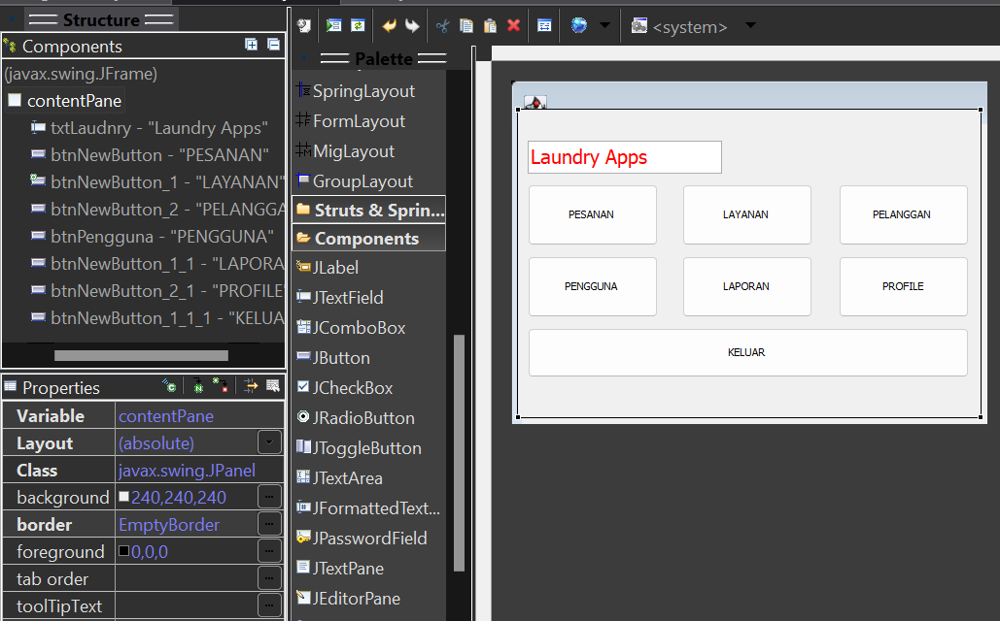 Structure
Components
(javax.swing.JFrame)
contentPane
txtLaudnry - "Laundry Apps"
btnNewButton - "PESANAN"
btnNewButton_1 - "LAYANAN"
btnNewButton_2 - "PELANGGA
btnPengguna - "PENGGUNA"
btnNewButton_1_1 - "LAPORA
btnNewButton_2_1 - "PROFILE"
btnNewButton_1_1_1 - "KELUA
Properties
Variable contentPane
Layout (absolute)
Class javax.swing.JPanel
background 240,240,240
border EmptyBorder
foreground 0,0,0
tab order
toolTipText
<system>
Palette
SpringLayout
FormLayout
MigLayout
GroupLayout
Struts & Sprin...
Components
JLabel
JTextField
JComboBox
JButton
JCheckBox
JRadioButton
JToggleButton
JTextArea
JFormattedText...
JPasswordField
JTextPane
JEditorPane
Laundry Apps
PESANAN LAYANAN PELANGGAN
PENGGUNA LAPORAN PROFILE
KELUAR